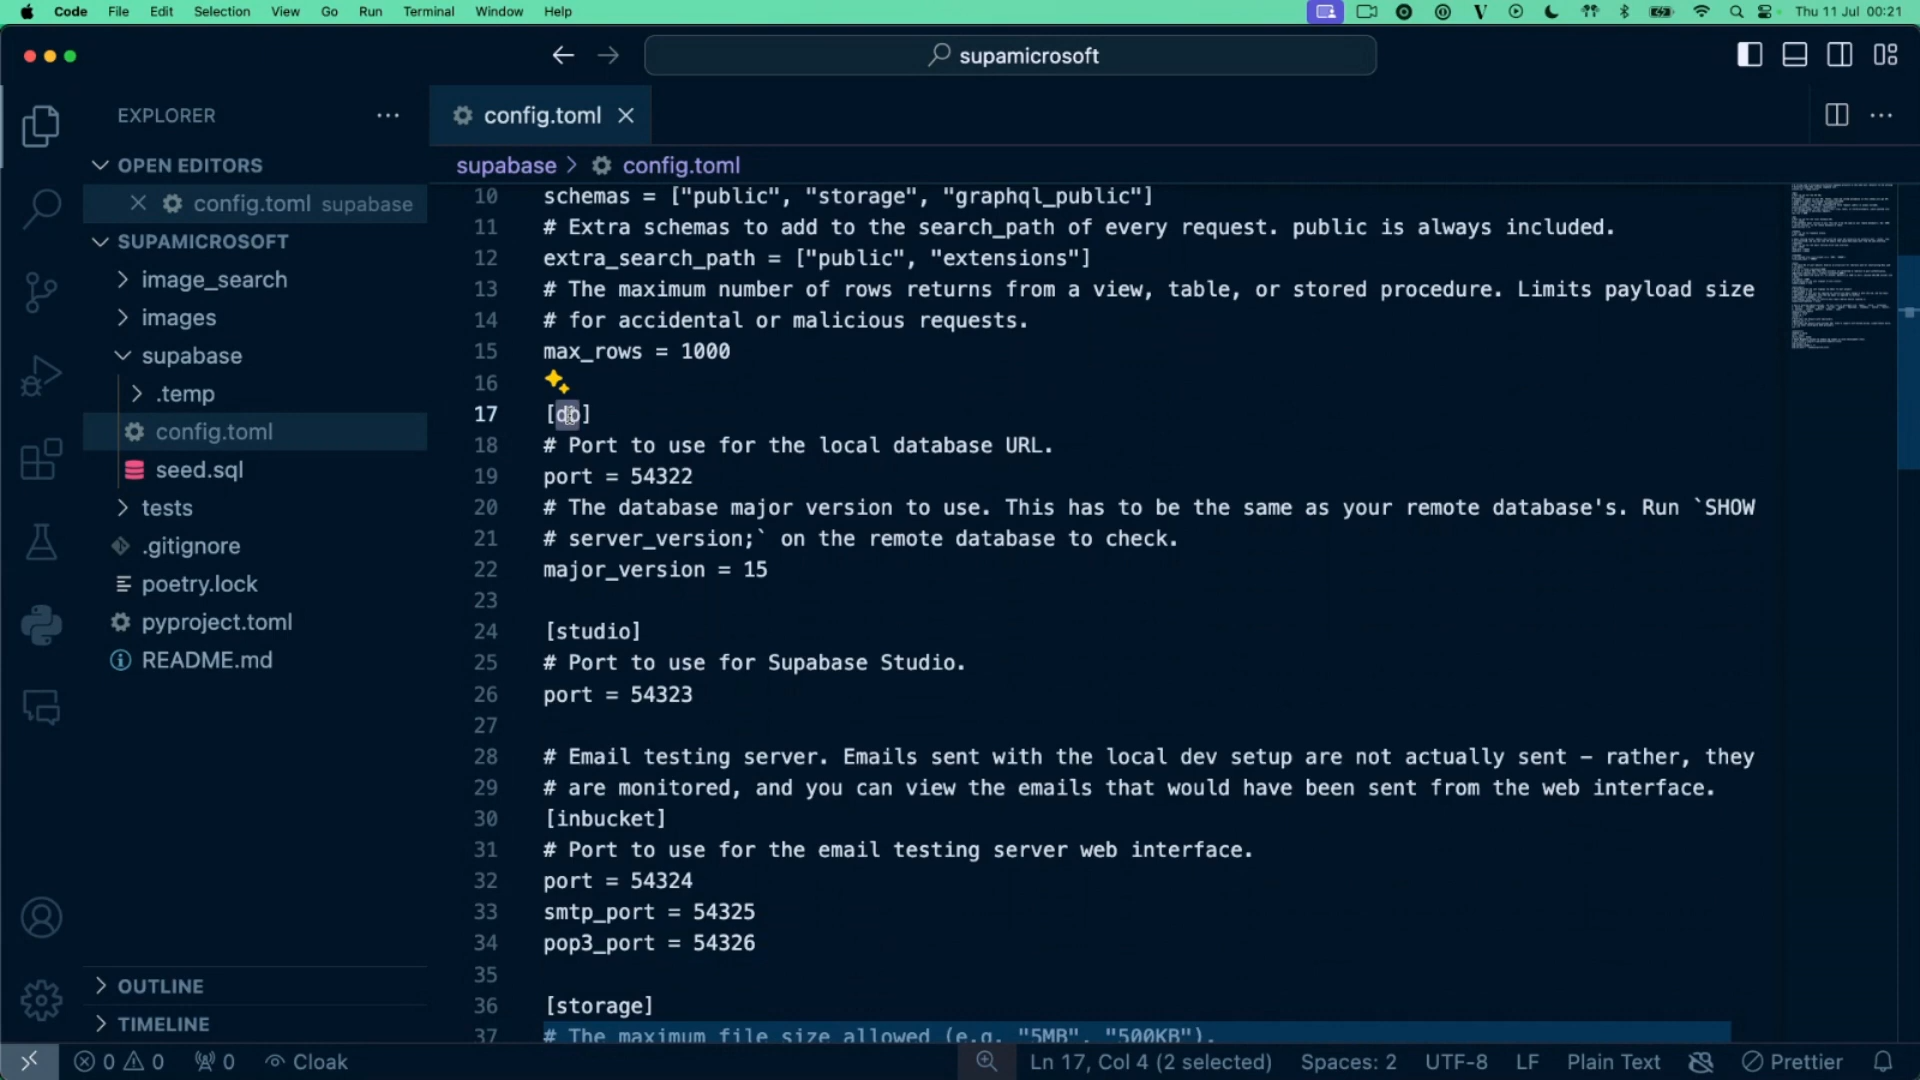 Code File Edit Selection View Go Run Terminal Window Help Thu 11 Jul 00:21
supamicrosoft
EXPLORER
config.toml
OPEN EDITORS
config.toml supabase
SUPAMICROSOFT
image_search
images
supabase
.temp
config.toml
seed.sql
tests
.gitignore
poetry.lock
pyproject.toml
README.md
OUTLINE
TIMELINE
supabase > config.toml
10 schemas = ["public", "storage", "graphql_public"]
11 # Extra schemas to add to the search_path of every request. public is always included.
12 extra_search_path = ["public", "extensions"]
13 # The maximum number of rows returns from a view, table, or stored procedure. Limits payload size
14 # for accidental or malicious requests.
15 max_rows = 1000
16
17 [db]
18 # Port to use for the local database URL.
19 port = 54322
20 # The database major version to use. This has to be the same as your remote database's. Run `SHOW
21 # server_version;` on the remote database to check.
22 major_version = 15
23
24 [studio]
25 # Port to use for Supabase Studio.
26 port = 54323
27
28 # Email testing server. Emails sent with the local dev setup are not actually sent – rather, they
29 # are monitored, and you can view the emails that would have been sent from the web interface.
30 [inbucket]
31 # Port to use for the email testing server web interface.
32 port = 54324
33 smtp_port = 54325
34 pop3_port = 54326
35
36 [storage]
37 # The maximum file size allowed (e.g. "5MB", "500KB").
0 0 0 Cloak Ln 17, Col 4 (2 selected) Spaces: 2 UTF-8 LF Plain Text Prettier